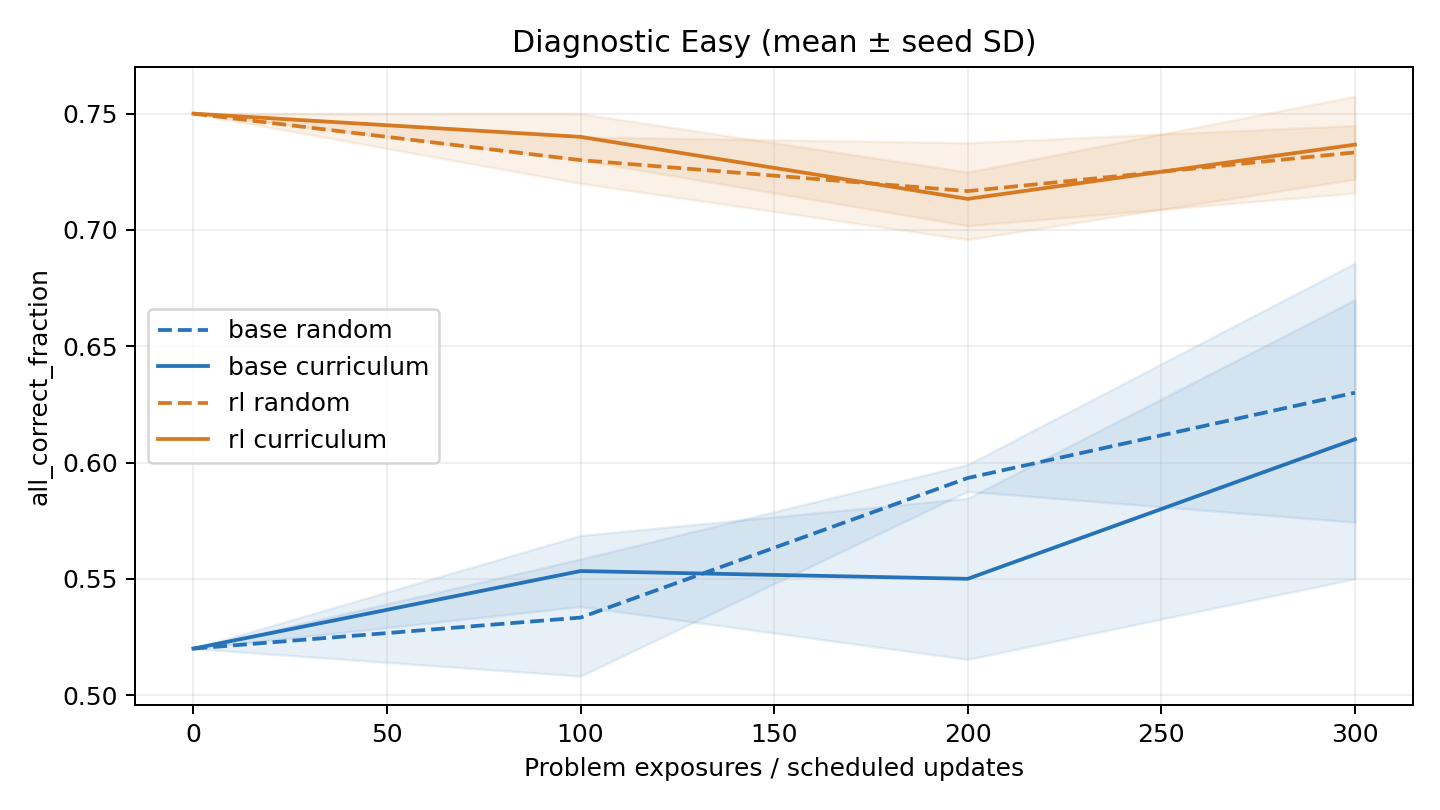 Diagnostic Easy (mean ± seed SD)
all_correct_fraction
0.75
0.70
0.65
0.60
0.55
0.50
base random
base curriculum
rl random
rl curriculum
0 50 100 150 200 250 300
Problem exposures / scheduled updates